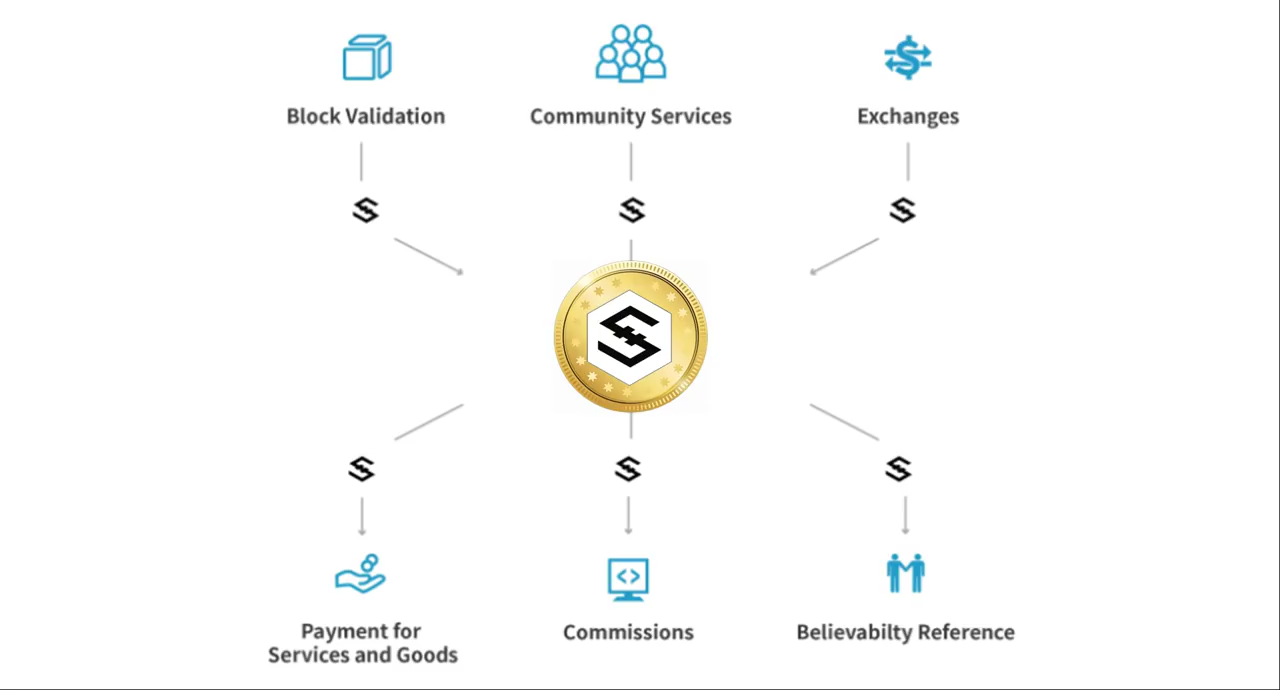 Block Validation
Community Services
Exchanges
Payment for
Services and Goods
Commissions
Believabilty Reference